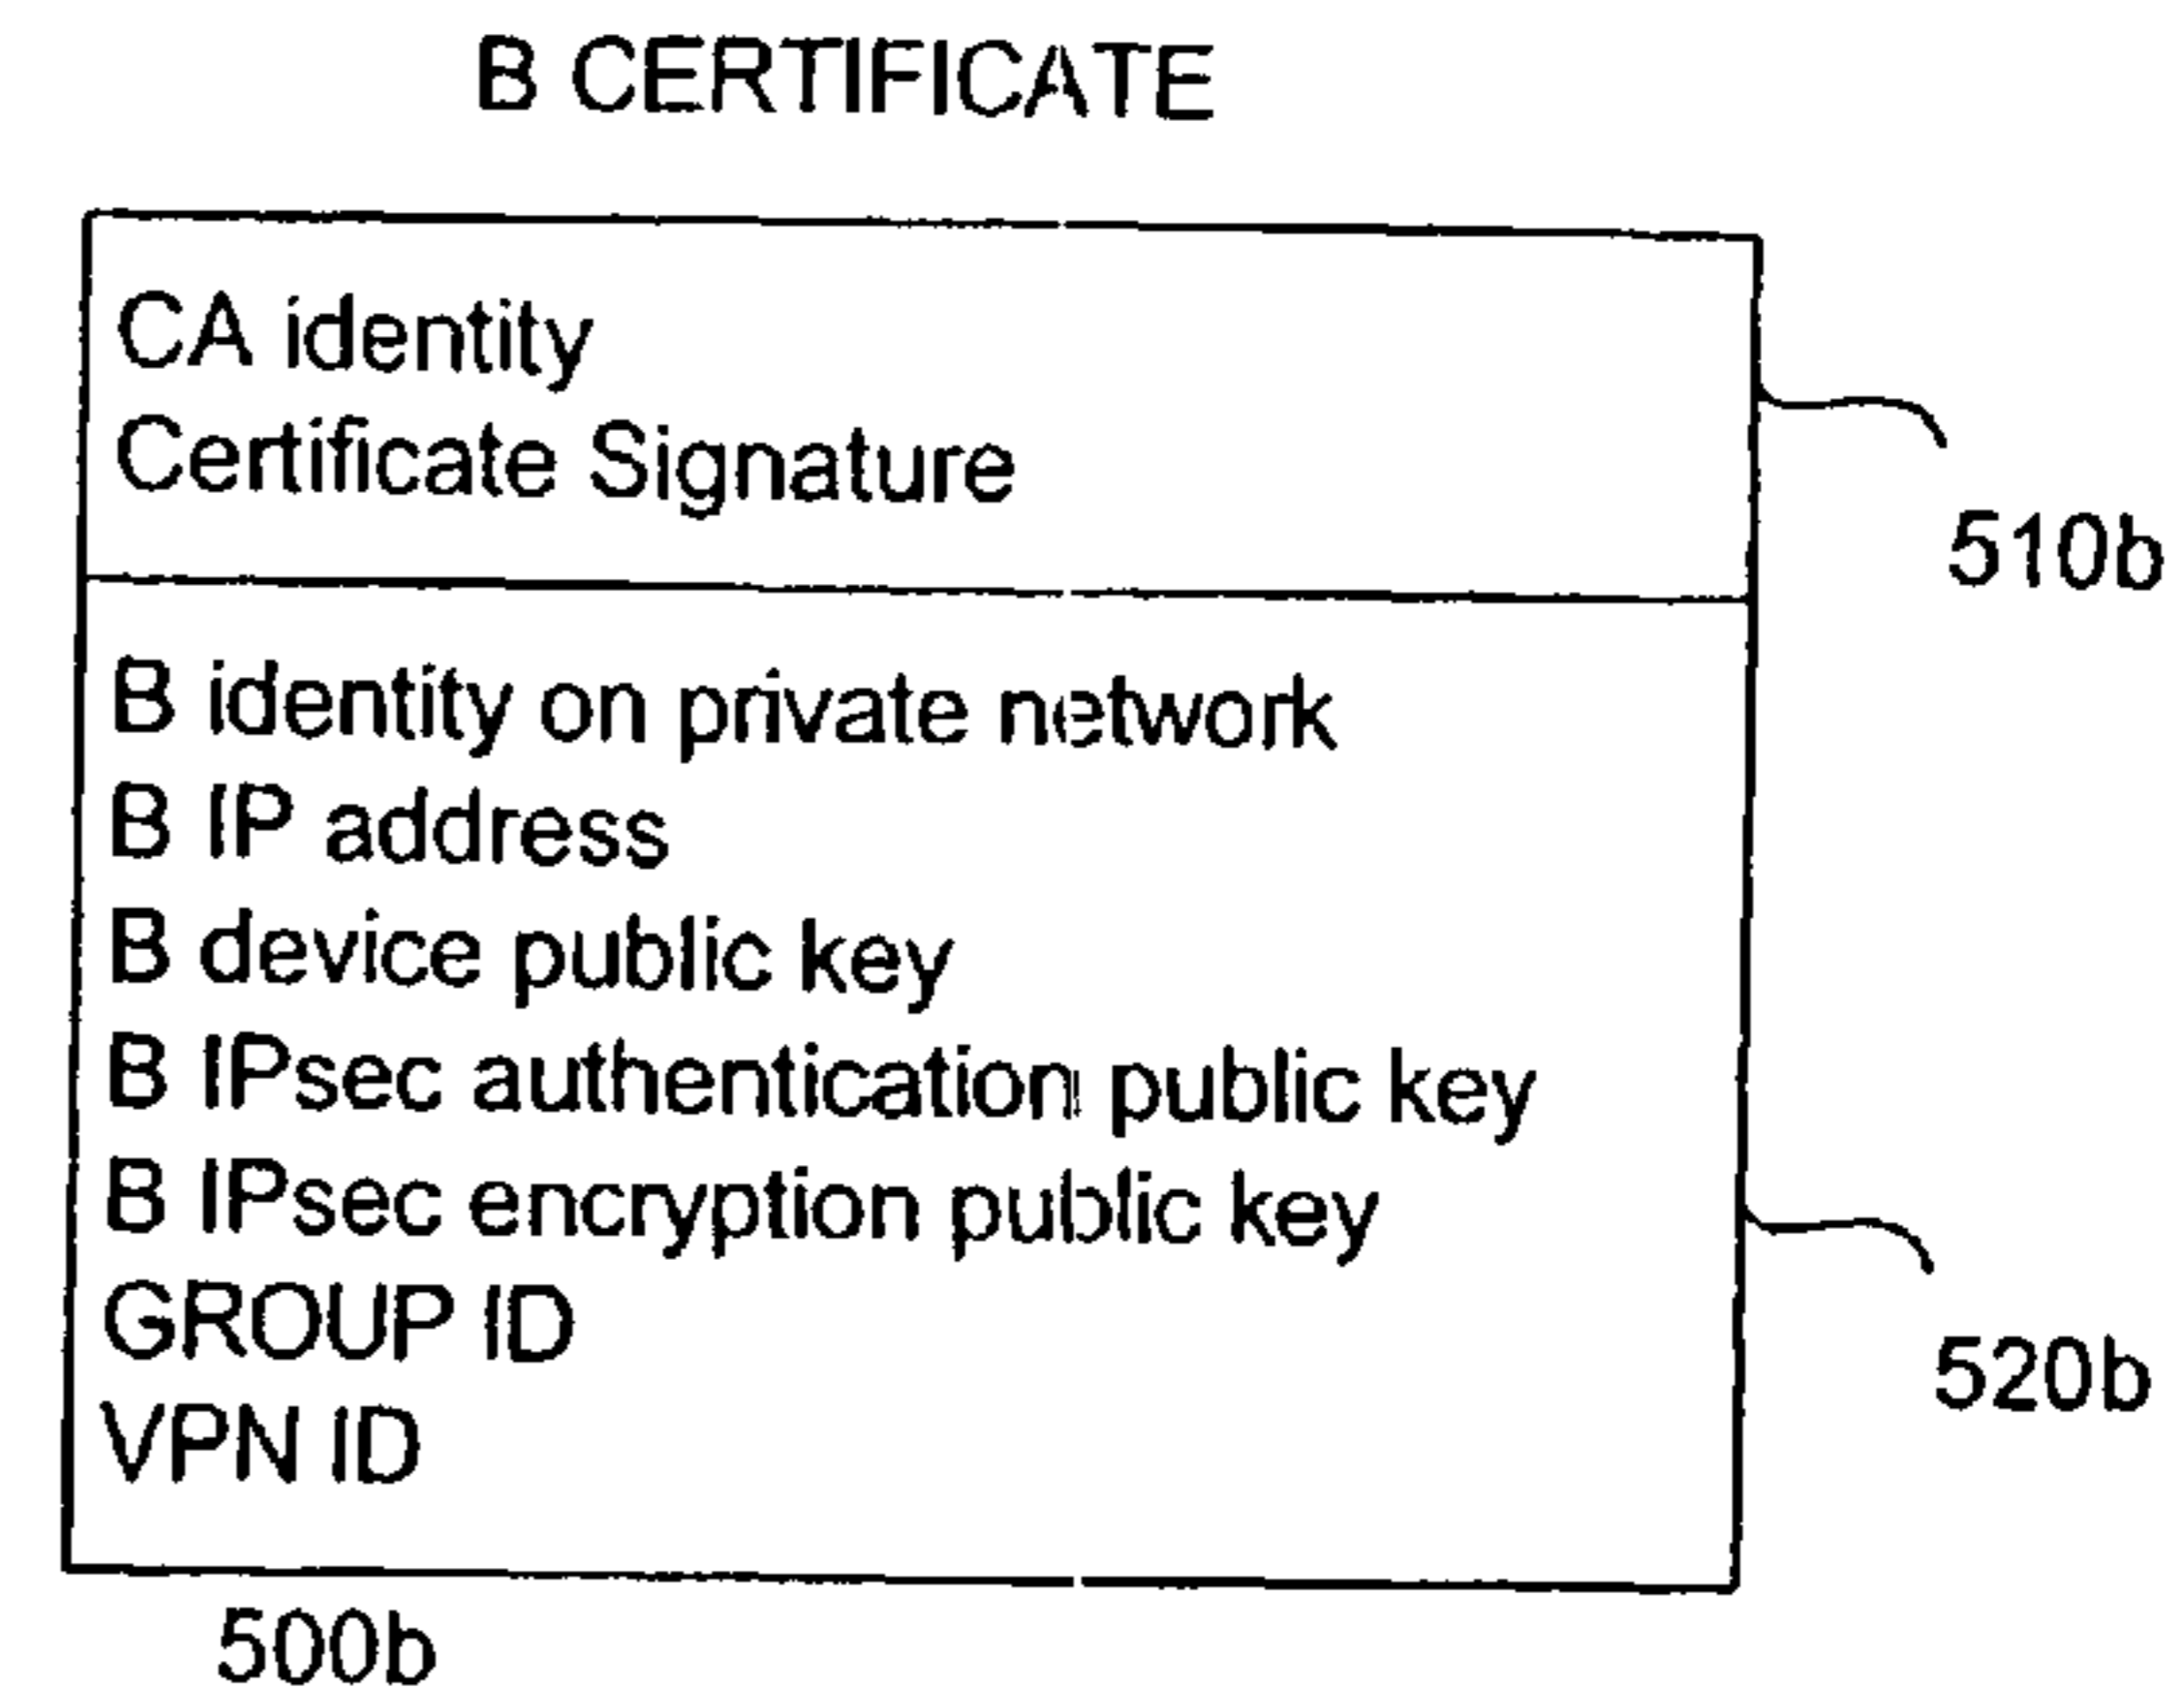 B CERTIFICATE
CA identity
Certificate Signature
510b
B identity on private network
B IP address
B device public key
B IPsec authentication public key
B IPsec encryption public key
GROUP ID
520b
VPN ID
500b